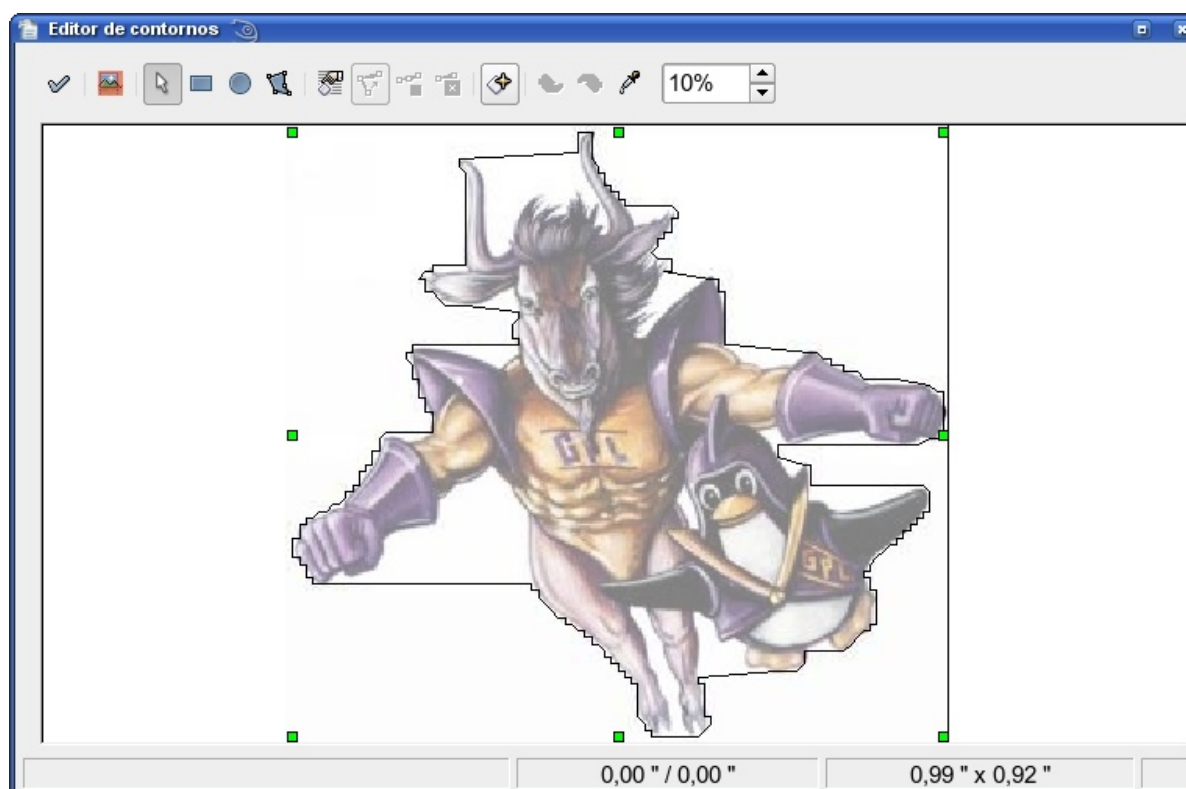 Editor de contornos
10%
GPL
GPL
0,00 " / 0,00 "
0,99 " x 0,92 "